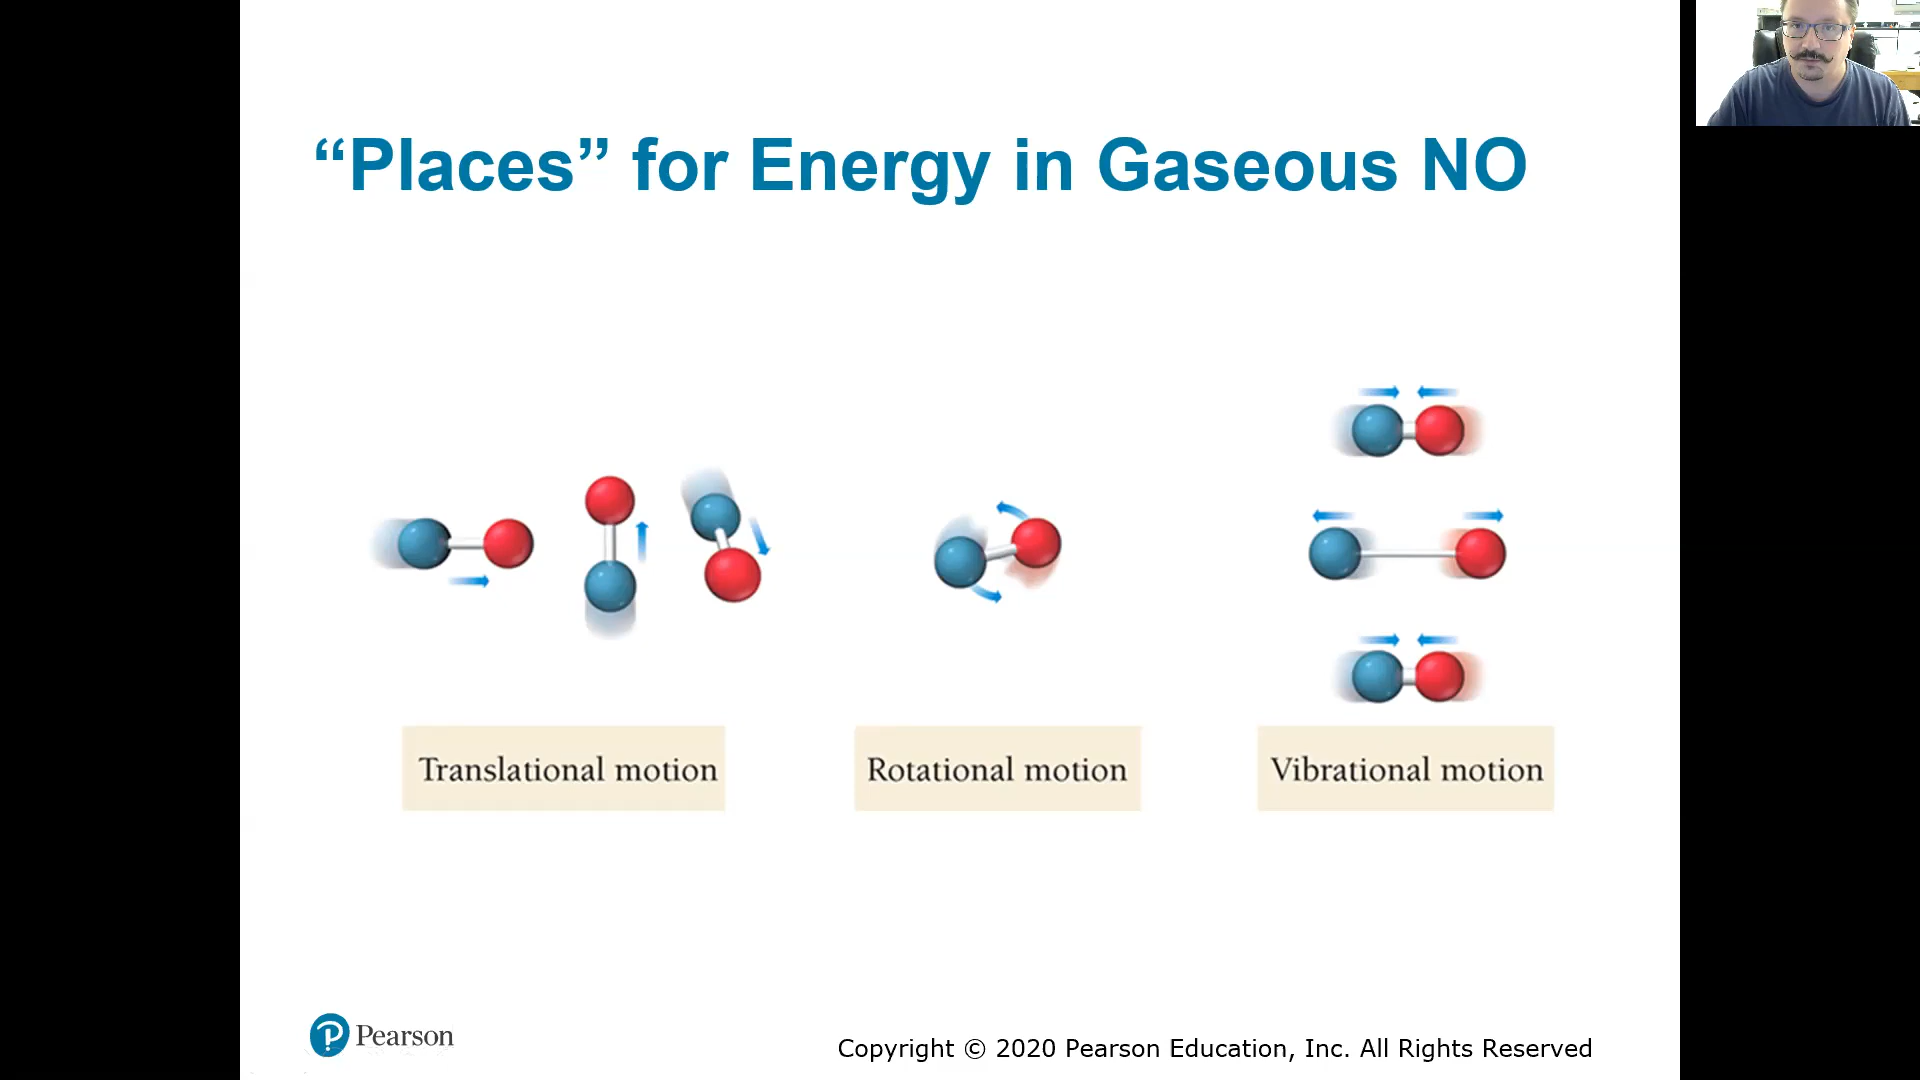 “Places” for Energy in Gaseous NO
Translational motion
Rotational motion
Vibrational motion
Pearson
Copyright © 2020 Pearson Education, Inc. All Rights Reserved